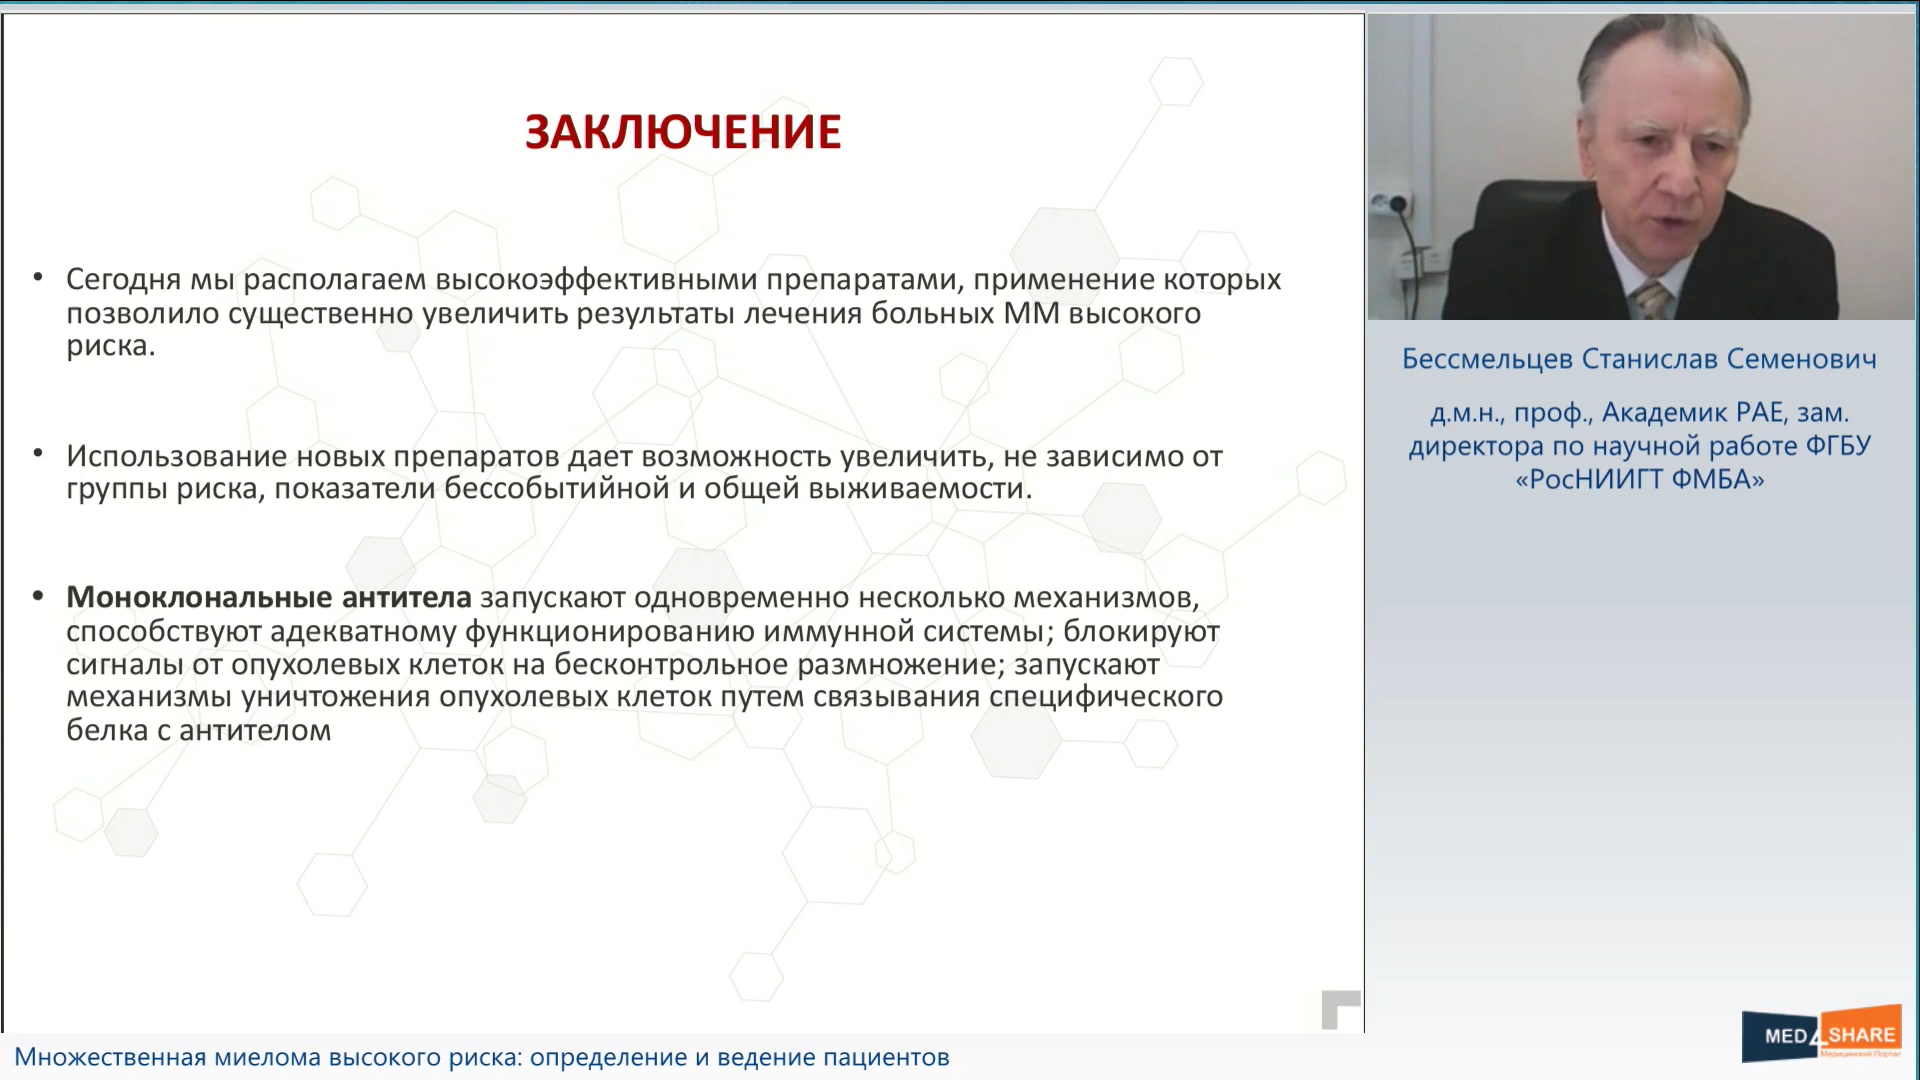 ЗАКЛЮЧЕНИЕ
• Сегодня мы располагаем высокоэффективными препаратами, применение которых
позволило существенно увеличить результаты лечения больных ММ высокого
риска.
• Использование новых препаратов дает возможность увеличить, не зависимо от
группы риска, показатели бессобытийной и общей выживаемости.
• Моноклональные антитела запускают одновременно несколько механизмов,
способствуют адекватному функционированию иммунной системы; блокируют
сигналы от опухолевых клеток на бесконтрольное размножение; запускают
механизмы уничтожения опухолевых клеток путем связывания специфического
белка с антителом
Бессмельцев Станислав Семенович
д.м.н., проф., Академик РАЕ, зам.
директора по научной работе ФГБУ
«РосНИИГТ ФМБА»
MED4SHARE
Медицинский Портал
Множественная миелома высокого риска: определение и ведение пациентов